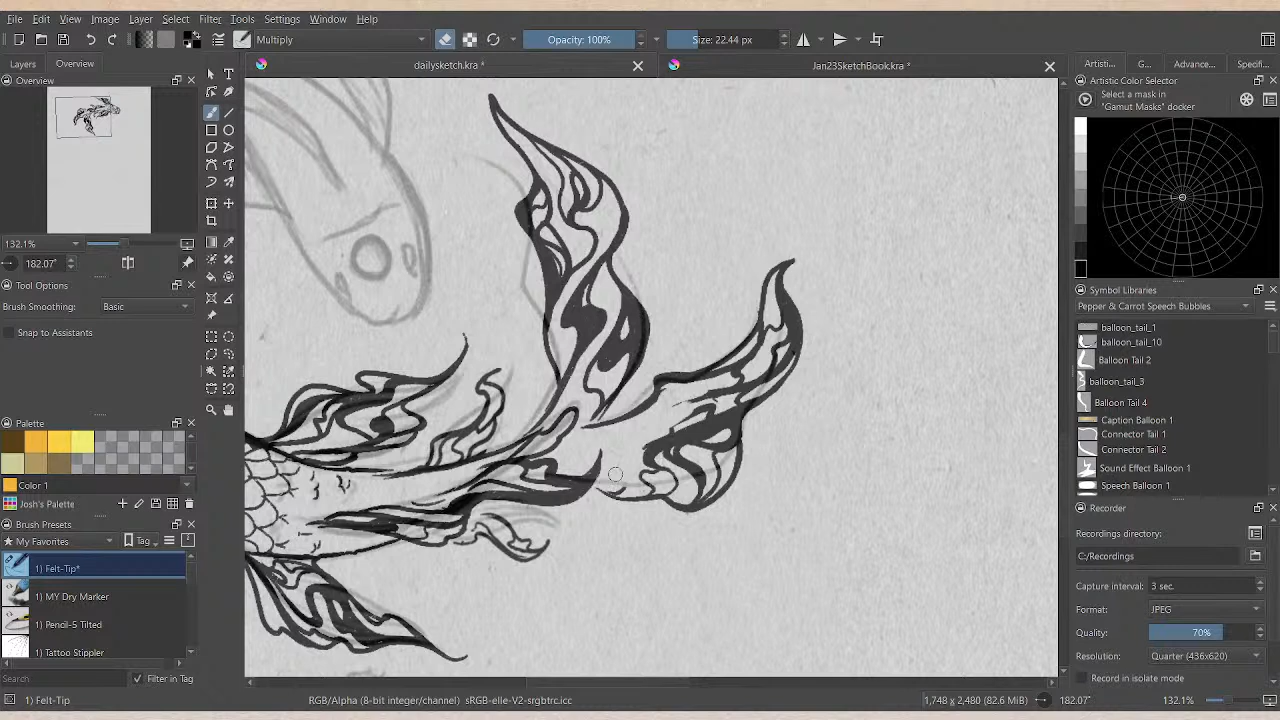 File Edit View Image Layer Select Filter Tools Settings Window Help
Multiply Opacity: 100% Size: 22.44 px
Layers Overview dailysketch.kra * Jan23SketchBook.kra * Artisti... G... Advance... Specifi...
Overview
132.1%
182.07°
Tool Options
Brush Smoothing: Basic
Snap to Assistants
Palette
Color 1
Josh's Palette
Brush Presets
My Favorites Tag
1) Felt-Tip*
1) MY Dry Marker
1) Pencil-5 Tilted
1) Tattoo Stippler
Search Filter in Tag
Artistic Color Selector
Select a mask in
"Gamut Masks" docker
Symbol Libraries
Pepper & Carrot Speech Bubbles
balloon_tail_1
balloon_tail_10
Balloon Tail 2
balloon_tail_3
Balloon Tail 4
Caption Balloon 1
Connector Tail 1
Connector Tail 2
Sound Effect Balloon 1
Speech Balloon 1
Recorder
Recordings directory:
C:/Recordings
Capture interval: 3 sec.
Format: JPEG
Quality: 70%
Resolution: Quarter (436x620)
Record in isolate mode
1) Felt-Tip RGB/Alpha (8-bit integer/channel) sRGB-elle-V2-srgbtrc.icc 1,748 x 2,480 (82.6 MiB) 182.07° 132.1%